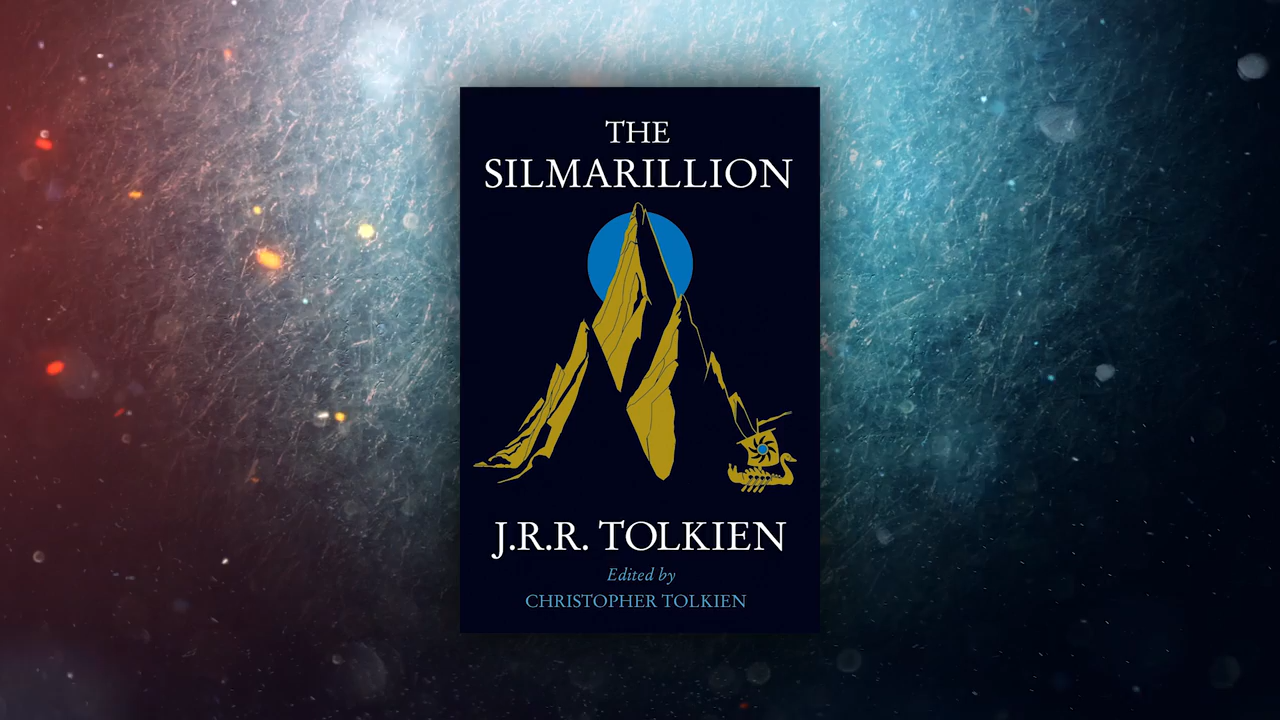 THE
SILMARILLION
J.R.R. TOLKIEN
Edited by
CHRISTOPHER TOLKIEN